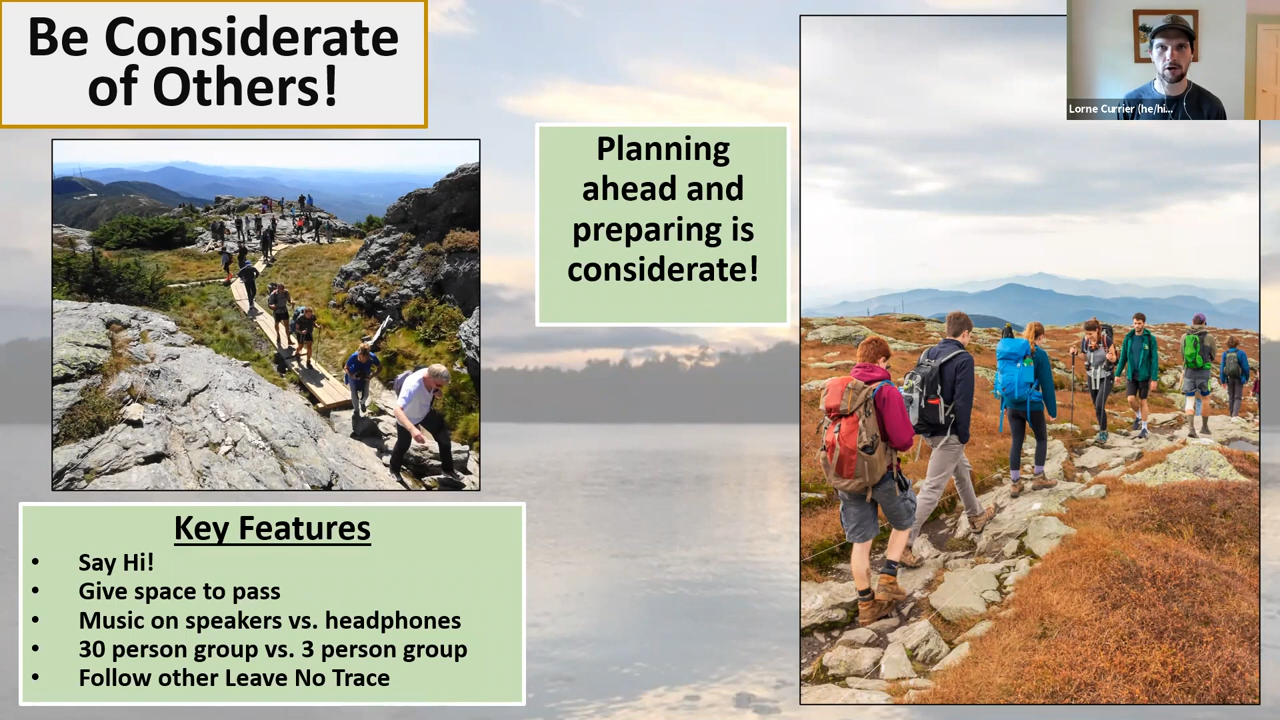 Be Considerate
of Others!
Lorne Currier (he/hi...
Planning
ahead and
preparing is
considerate!
Key Features
• Say Hi!
• Give space to pass
• Music on speakers vs. headphones
• 30 person group vs. 3 person group
• Follow other Leave No Trace